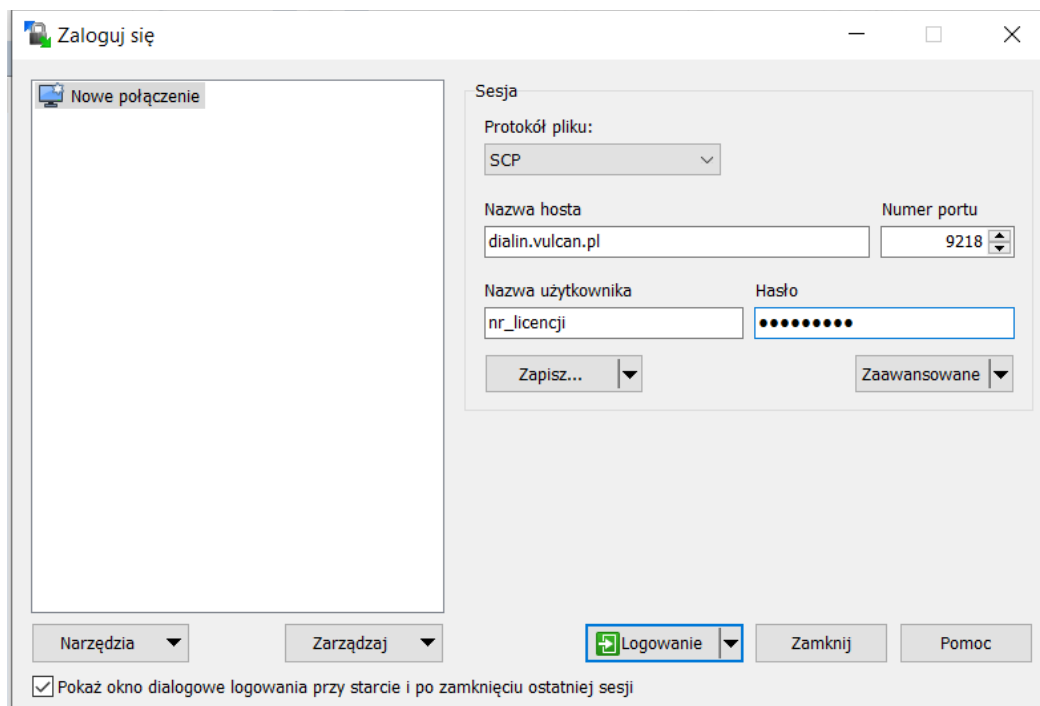 Zaloguj się
Nowe połączenie
Sesja
Protokół pliku:
SCP
Nazwa hosta
Numer portu
dialin.vulcan.pl
9218
Nazwa użytkownika
Hasło
nr_licencji
●●●●●●●●●
Zapisz...
Zaawansowane
Narzędzia
Zarządzaj
Logowanie
Zamknij
Pomoc
Pokaż okno dialogowe logowania przy starcie i po zamknięciu ostatniej sesji